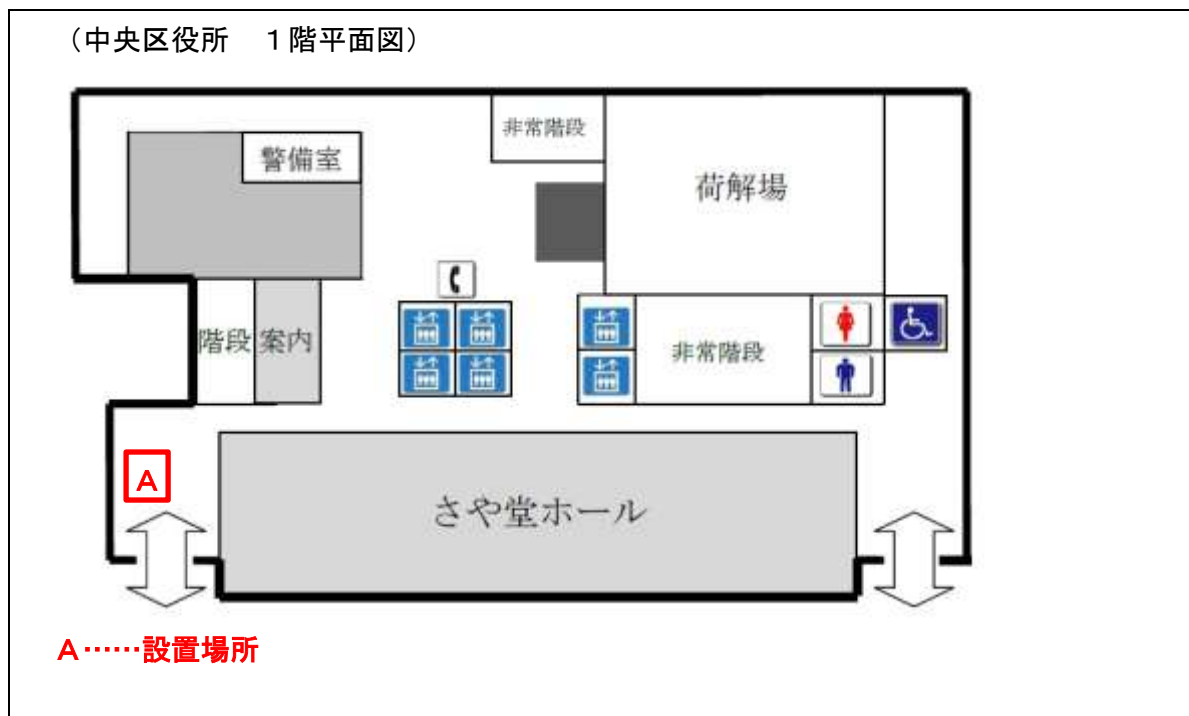 （中央区役所　１階平面図）
非常階段
警備室
荷解場
階段
案内
非常階段
A
さや堂ホール
A……設置場所